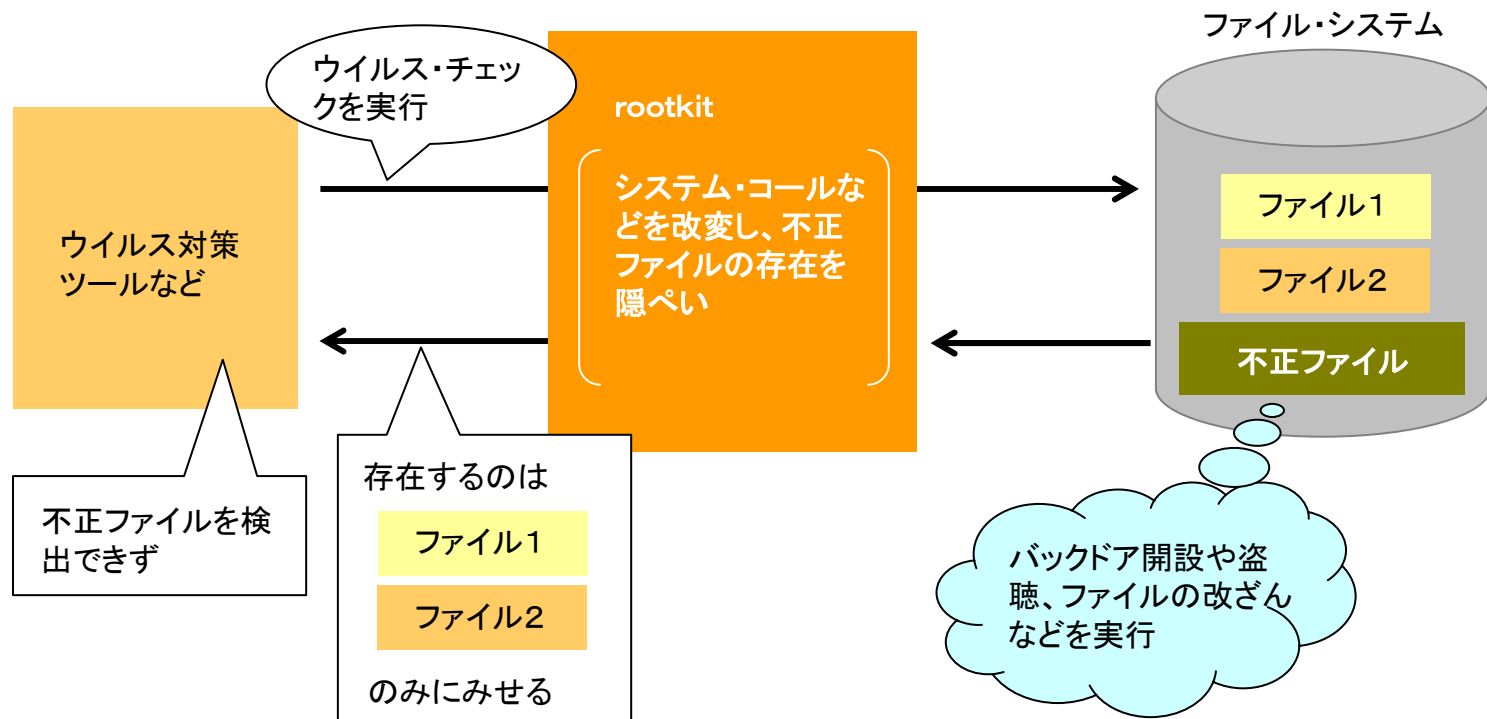 ファイル・システム
ウイルス・チェッ
クを実行
rootkit
システム・コールな
どを改変し、不正
ファイルの存在を
隠ぺい
ウイルス対策
ツールなど
ファイル１
ファイル２
不正ファイル
存在するのは
ファイル１
ファイル２
のみにみせる
不正ファイルを検
出できず
バックドア開設や盗
聴、ファイルの改ざん
などを実行